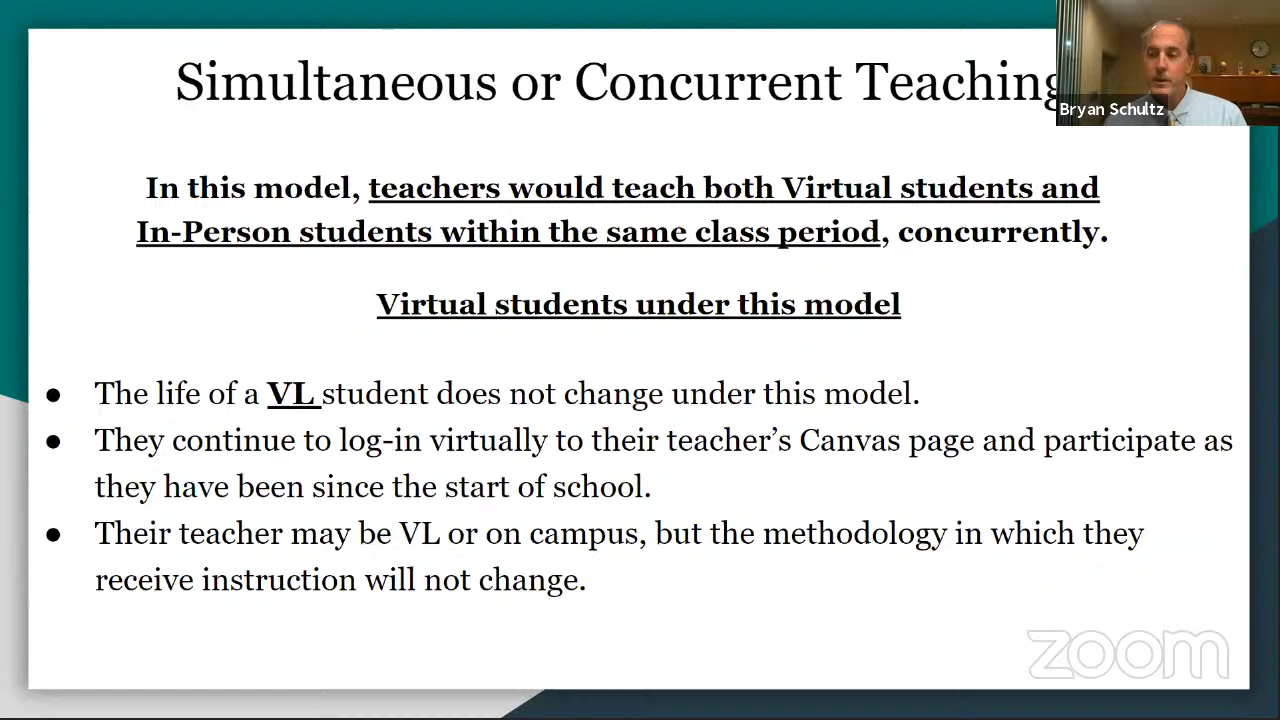 Simultaneous or Concurrent Teaching
Bryan Schultz
In this model, teachers would teach both Virtual students and
In-Person students within the same class period, concurrently.
Virtual students under this model
● The life of a VL student does not change under this model.
● They continue to log-in virtually to their teacher’s Canvas page and participate as
they have been since the start of school.
● Their teacher may be VL or on campus, but the methodology in which they
receive instruction will not change.
zoom